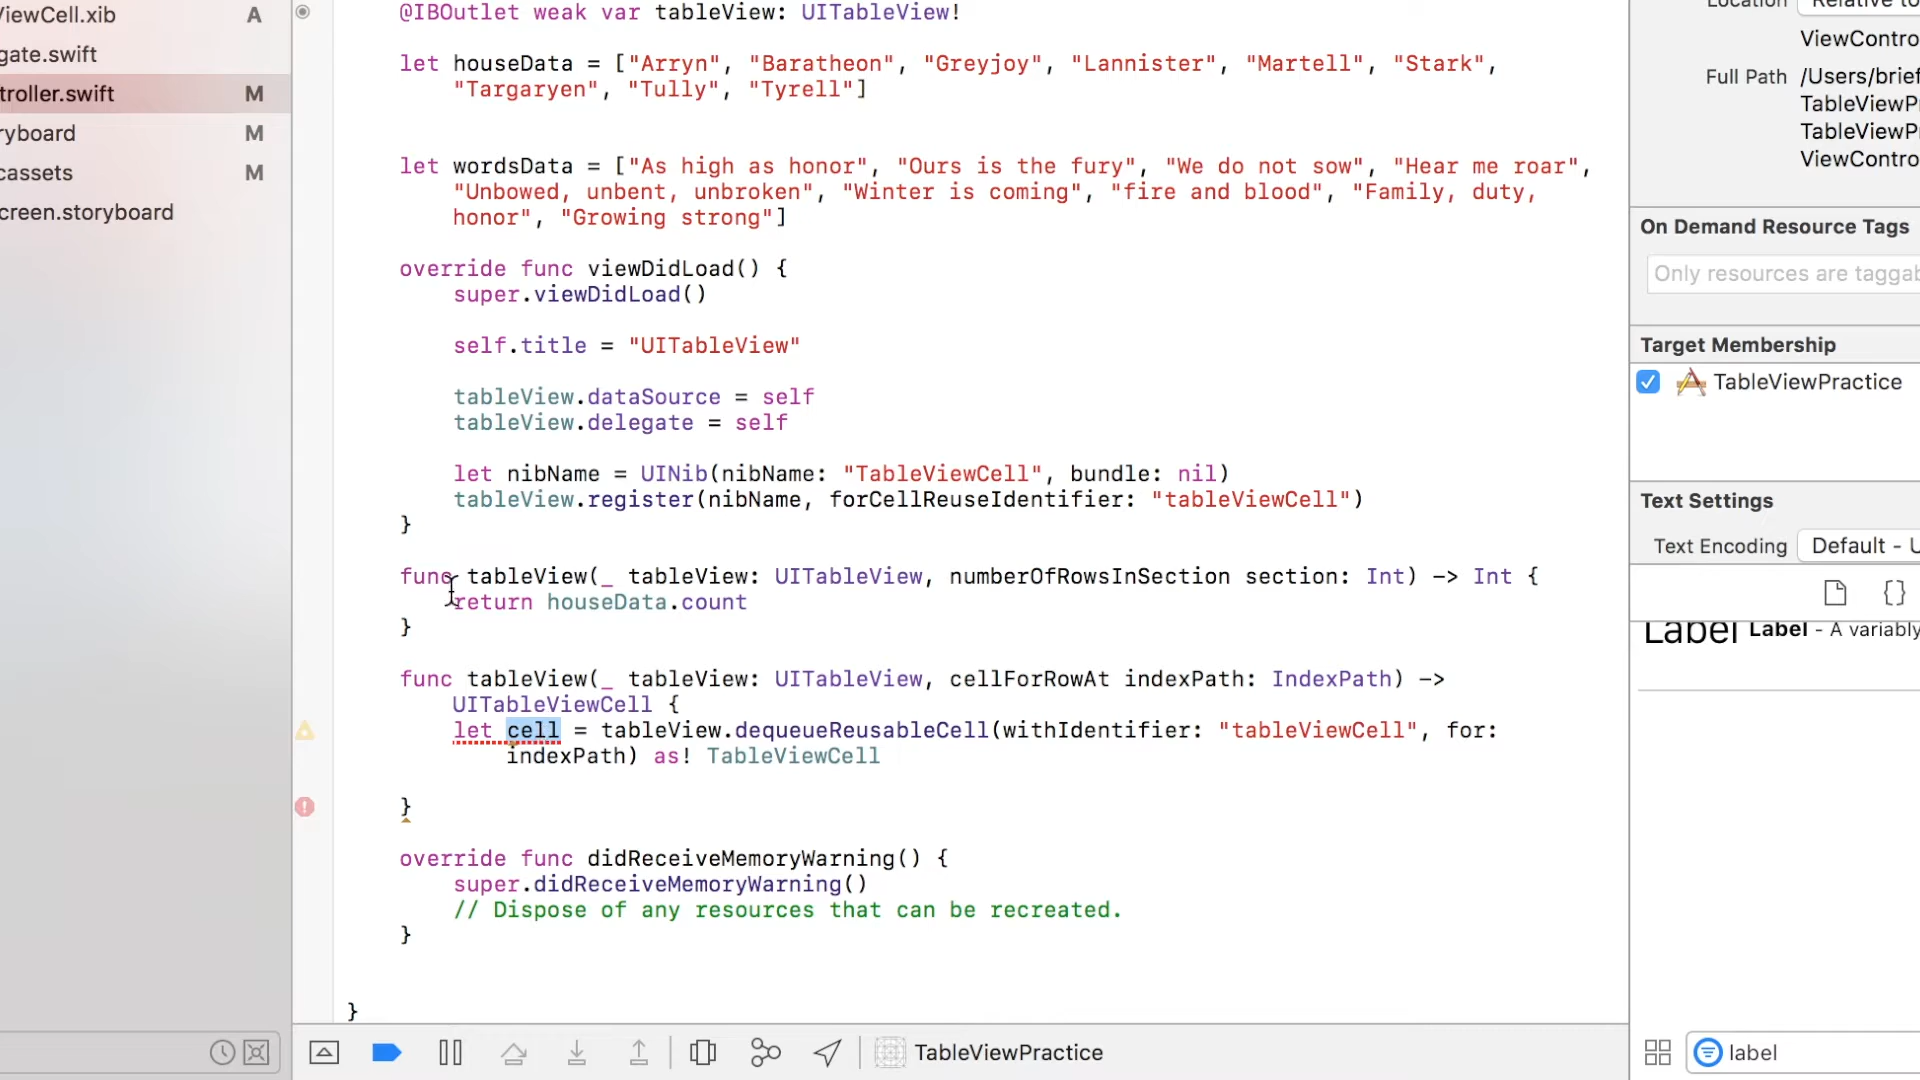 ViewCell.xib A
gate.swift
troller.swift M
ryboard M
cassets M
creen.storyboard
@IBOutlet weak var tableView: UITableView!
let houseData = ["Arryn", "Baratheon", "Greyjoy", "Lannister", "Martell", "Stark",
"Targaryen", "Tully", "Tyrell"]
let wordsData = ["As high as honor", "Ours is the fury", "We do not sow", "Hear me roar",
"Unbowed, unbent, unbroken", "Winter is coming", "fire and blood", "Family, duty,
honor", "Growing strong"]
override func viewDidLoad() {
super.viewDidLoad()
self.title = "UITableView"
tableView.dataSource = self
tableView.delegate = self
let nibName = UINib(nibName: "TableViewCell", bundle: nil)
tableView.register(nibName, forCellReuseIdentifier: "tableViewCell")
}
func tableView(_ tableView: UITableView, numberOfRowsInSection section: Int) -> Int {
return houseData.count
}
func tableView(_ tableView: UITableView, cellForRowAt indexPath: IndexPath) ->
UITableViewCell {
let cell = tableView.dequeueReusableCell(withIdentifier: "tableViewCell", for:
indexPath) as! TableViewCell
}
override func didReceiveMemoryWarning() {
super.didReceiveMemoryWarning()
// Dispose of any resources that can be recreated.
}
}
TableViewPractice
Location Relative to
ViewContro
Full Path /Users/brief
TableViewPr
TableViewPr
ViewContro
On Demand Resource Tags
Only resources are taggab
Target Membership
TableViewPractice
Text Settings
Text Encoding Default - U
{}
Label Label - A variably
label